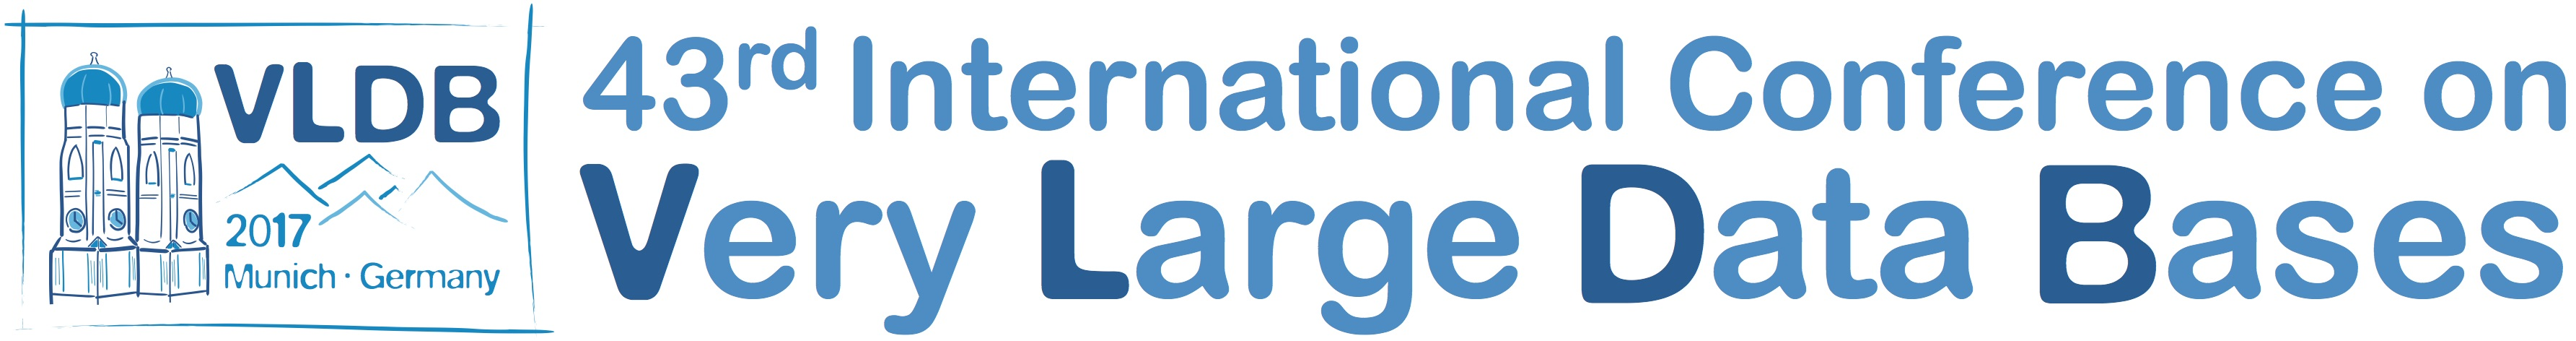 VLDB
2017
Munich · Germany
43rd International Conference on
Very Large Data Bases